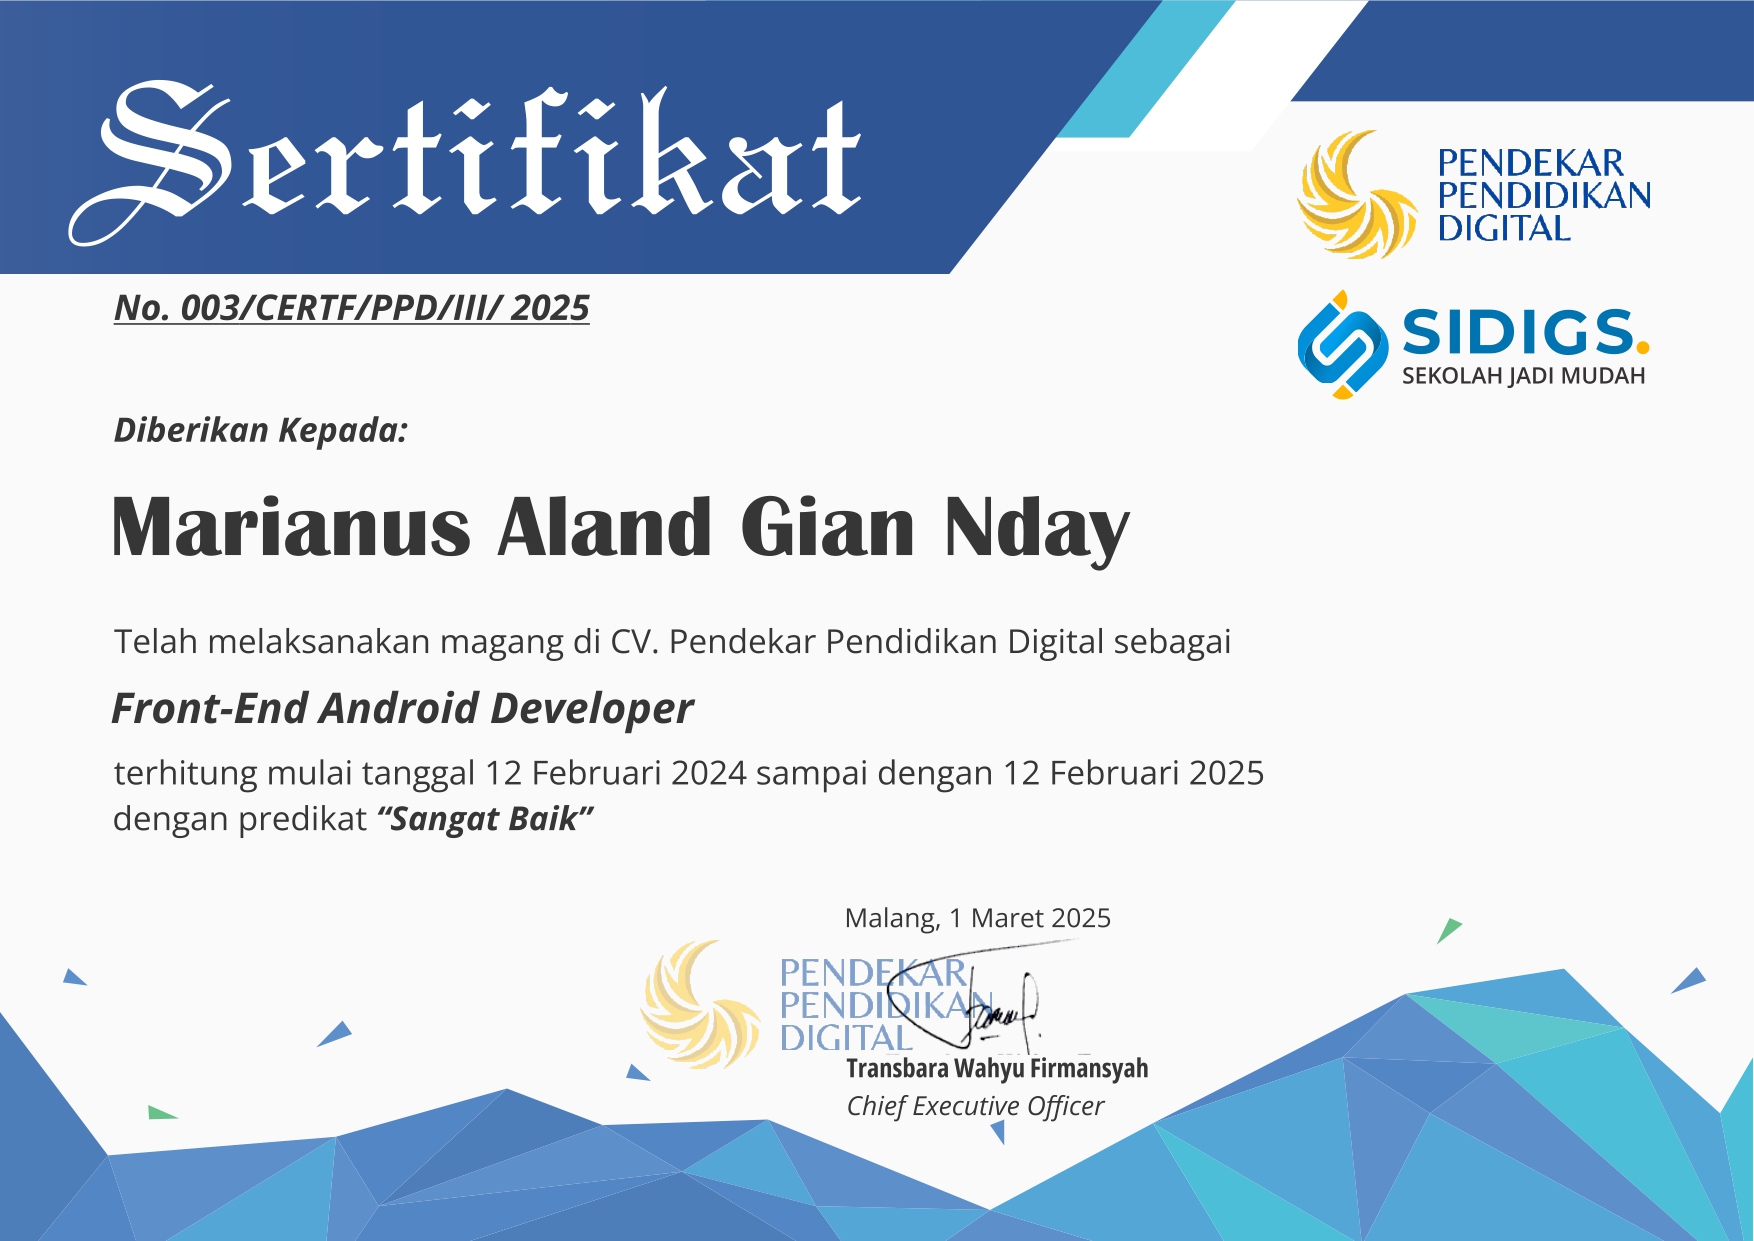 Sertifikat
PENDEKAR
PENDIDIKAN
DIGITAL
No. 003/CERTF/PPD/III/ 2025
SIDIGS.
SEKOLAH JADI MUDAH
Diberikan Kepada:
Marianus Aland Gian Nday
Telah melaksanakan magang di CV. Pendekar Pendidikan Digital sebagai
Front-End Android Developer
terhitung mulai tanggal 12 Februari 2024 sampai dengan 12 Februari 2025
dengan predikat “Sangat Baik”
Malang, 1 Maret 2025
PENDEKAR
PENDIDIKAN
DIGITAL
Transbara Wahyu Firmansyah
Chief Executive Officer